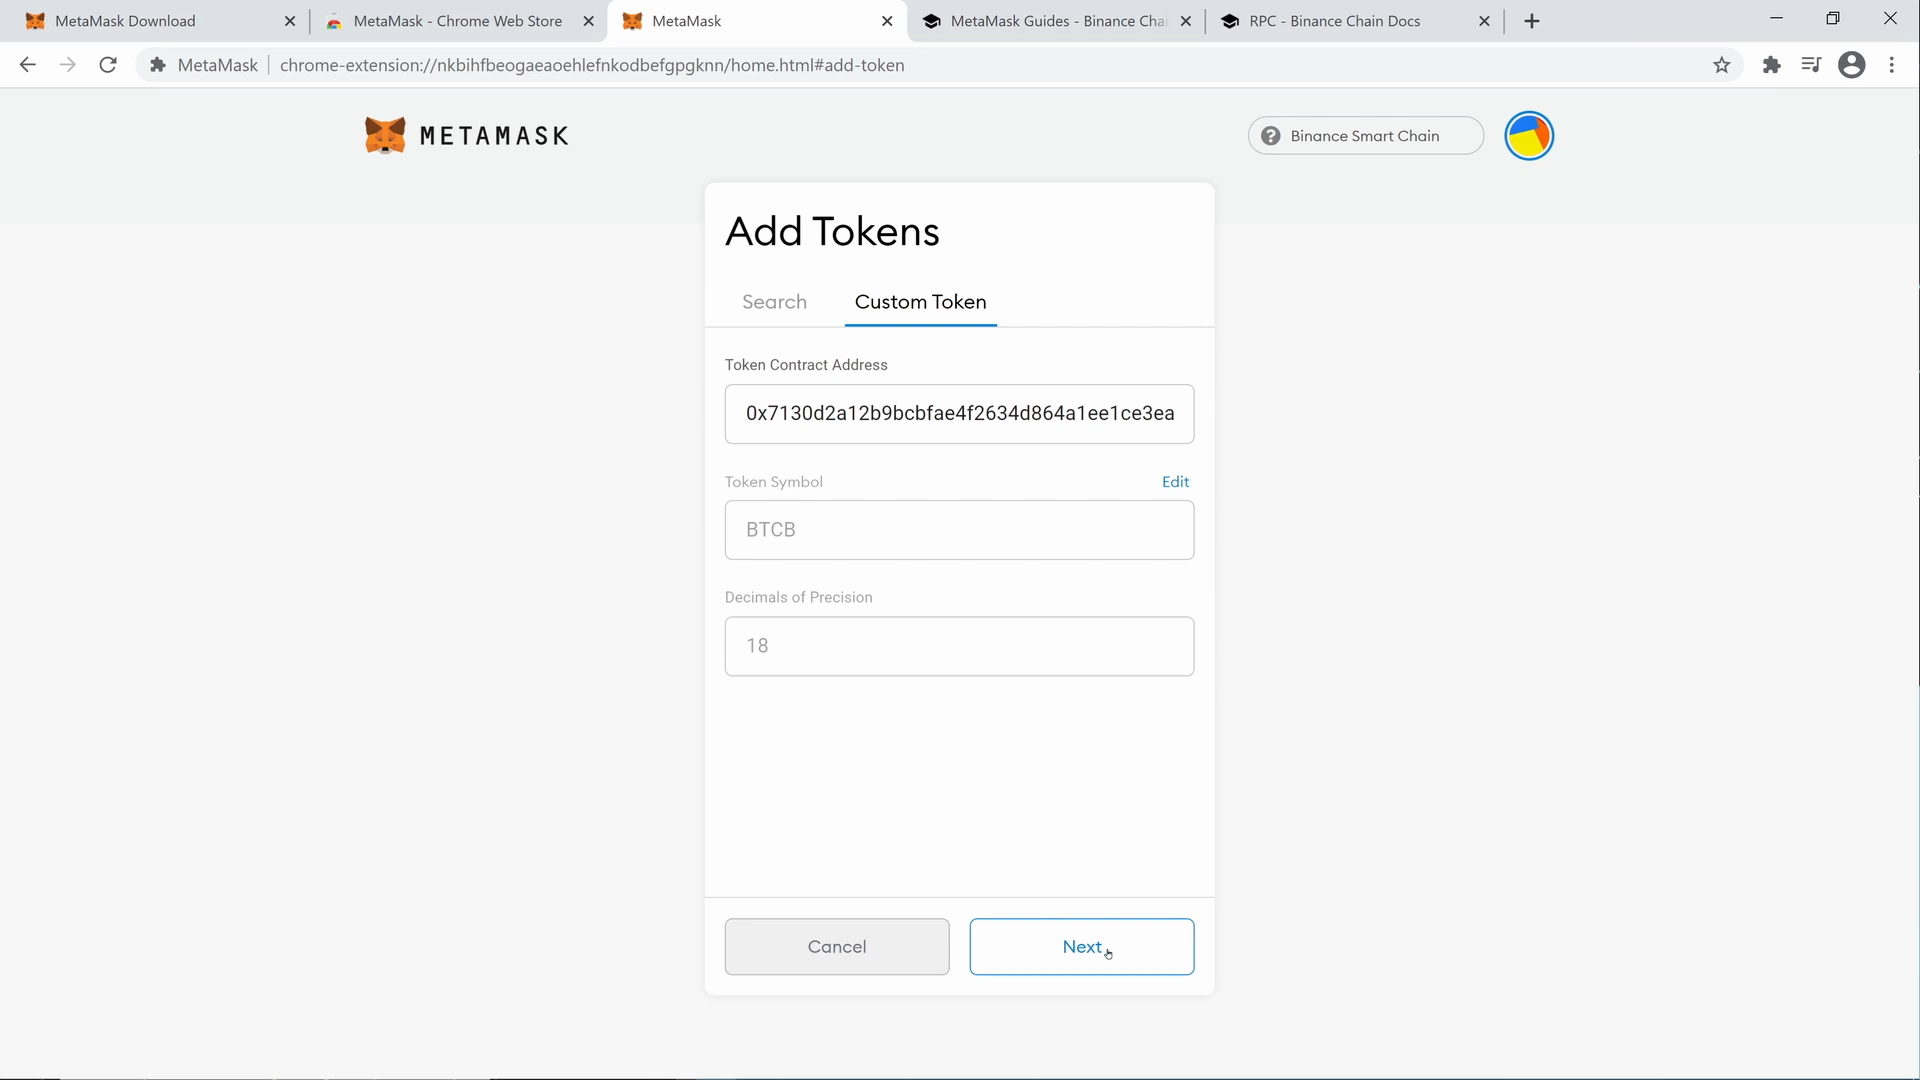 MetaMask Download
MetaMask - Chrome Web Store
MetaMask
MetaMask Guides - Binance Chai
RPC - Binance Chain Docs
MetaMask
chrome-extension://nkbihfbeogaeaoehlefnkodbefgpgknn/home.html#add-token
METAMASK
Binance Smart Chain
Add Tokens
Search
Custom Token
Token Contract Address
0x7130d2a12b9bcbfae4f2634d864a1ee1ce3ea
Token Symbol
Edit
BTCB
Decimals of Precision
18
Cancel
Next